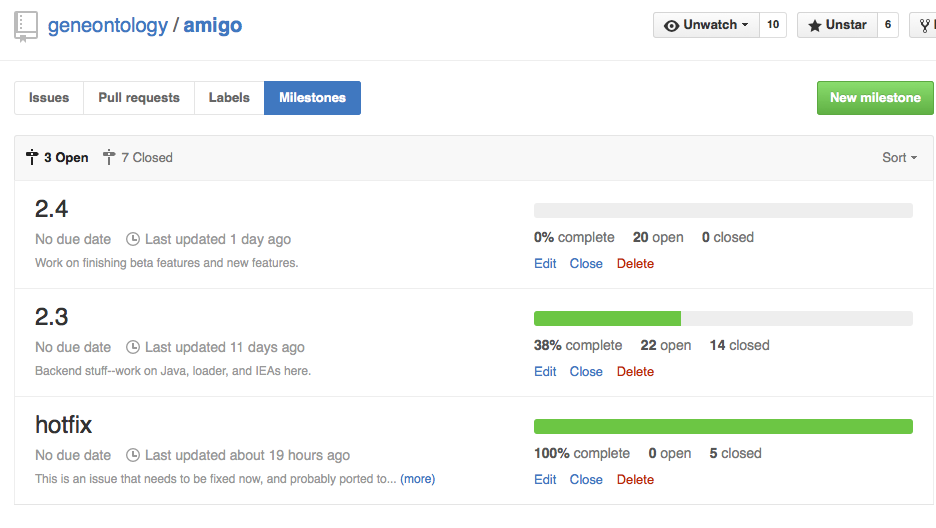 geneontology / amigo
Unwatch 10 Unstar 6
Issues Pull requests Labels Milestones New milestone
3 Open 7 Closed Sort
2.4
No due date Last updated 1 day ago
Work on finishing beta features and new features.
0% complete 20 open 0 closed
Edit Close Delete
2.3
No due date Last updated 11 days ago
Backend stuff--work on Java, loader, and IEAs here.
38% complete 22 open 14 closed
Edit Close Delete
hotfix
No due date Last updated about 19 hours ago
This is an issue that needs to be fixed now, and probably ported to... (more)
100% complete 0 open 5 closed
Edit Close Delete